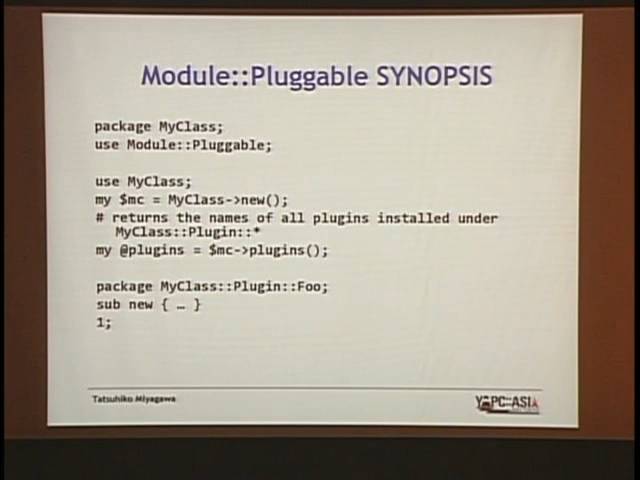 Module::Pluggable SYNOPSIS
package MyClass;
use Module::Pluggable;
use MyClass;
my $mc = MyClass->new();
# returns the names of all plugins installed under
MyClass::Plugin::*
my @plugins = $mc->plugins();
package MyClass::Plugin::Foo;
sub new { … }
1;
Tatsuhiko Miyagawa
YAPC::ASIA